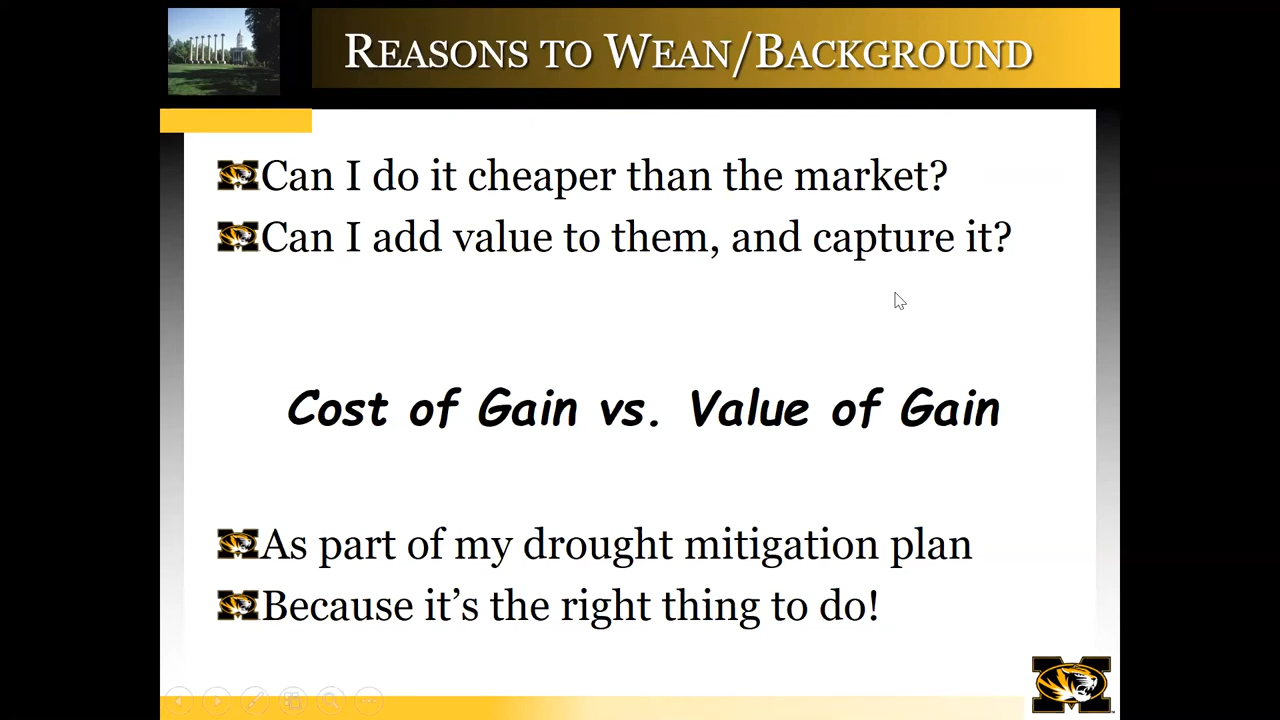 REASONS TO WEAN/BACKGROUND
Can I do it cheaper than the market?
Can I add value to them, and capture it?
Cost of Gain vs. Value of Gain
As part of my drought mitigation plan
Because it's the right thing to do!